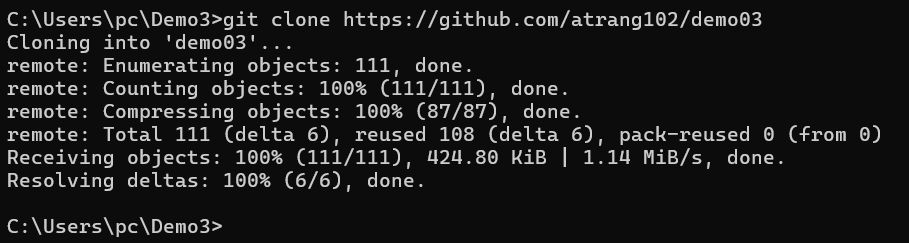 C:\Users\pc\Demo3>git clone https://github.com/atrang102/demo03
Cloning into 'demo03'...
remote: Enumerating objects: 111, done.
remote: Counting objects: 100% (111/111), done.
remote: Compressing objects: 100% (87/87), done.
remote: Total 111 (delta 6), reused 108 (delta 6), pack-reused 0 (from 0)
Receiving objects: 100% (111/111), 424.80 KiB | 1.14 MiB/s, done.
Resolving deltas: 100% (6/6), done.
C:\Users\pc\Demo3>